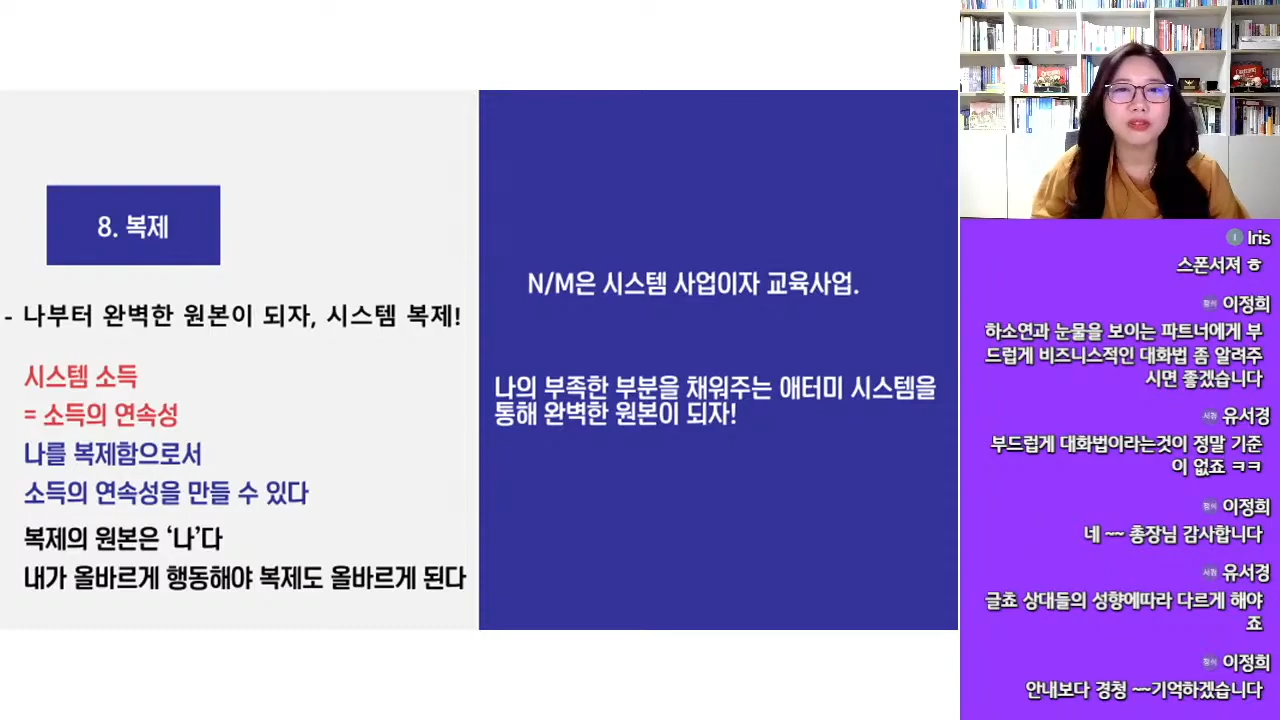 8. 복제
- 나부터 완벽한 원본이 되자, 시스템 복제!
시스템 소득
= 소득의 연속성
나를 복제함으로서
소득의 연속성을 만들 수 있다
복제의 원본은 ‘나’다
내가 올바르게 행동해야 복제도 올바르게 된다
N/M은 시스템 사업이자 교육사업.
나의 부족한 부분을 채워주는 애터미 시스템을
통해 완벽한 원본이 되자!
I Iris
스폰서져 ㅎ
정희 이정희
하소연과 눈물을 보이는 파트너에게 부
드럽게 비즈니스적인 대화법 좀 알려주
시면 좋겠습니다
서경 유서경
부드럽게 대화법이라는것이 정말 기준
이 없죠 ㅋㅋ
정희 이정희
네 ~~ 총장님 감사합니다
서경 유서경
글쵸 상대들의 성향에따라 다르게 해야
죠
정희 이정희
안내보다 경청 ~~기억하겠습니다